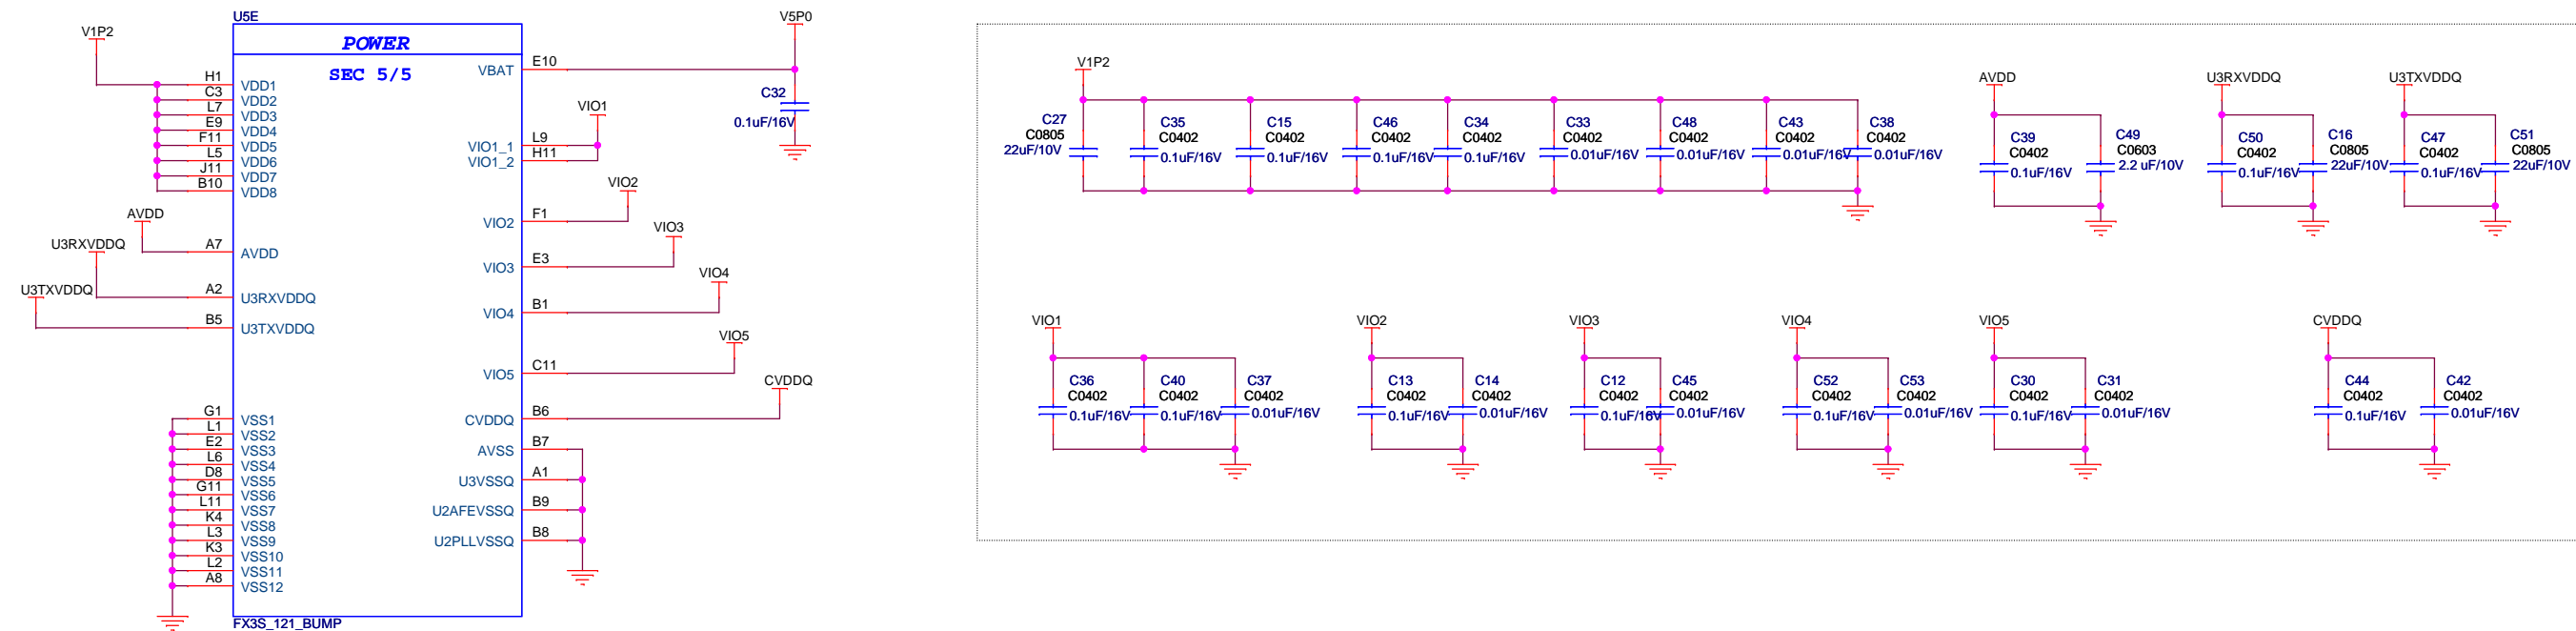 U5E
POWER
SEC 5/5
V1P2
H1 VDD1
C3 VDD2
L7 VDD3
E9 VDD4
F11 VDD5
L5 VDD6
J11 VDD7
B10 VDD8
AVDD
A7 AVDD
U3RXVDDQ
A2 U3RXVDDQ
U3TXVDDQ
B5 U3TXVDDQ
G1 VSS1
L1 VSS2
E2 VSS3
L6 VSS4
D8 VSS5
G11 VSS6
L11 VSS7
K4 VSS8
L3 VSS9
K3 VSS10
L2 VSS11
A8 VSS12
FX3S_121_BUMP
V5P0
VBAT E10
C32
0.1uF/16V
VIO1
VIO1_1 L9
VIO1_2 H11
VIO2
VIO2 F1
VIO3
VIO3 E3
VIO4
VIO4 B1
VIO5
VIO5 C11
CVDDQ
CVDDQ B6
AVSS B7
U3VSSQ A1
U2AFEVSSQ B9
U2PLLVSSQ B8
V1P2
C27
C0805
22uF/10V
C35
C0402
0.1uF/16V
C15
C0402
0.1uF/16V
C46
C0402
0.1uF/16V
C34
C0402
0.1uF/16V
C33
C0402
0.01uF/16V
C48
C0402
0.01uF/16V
C43
C0402
0.01uF/16V
C38
C0402
0.01uF/16V
AVDD
C39
C0402
0.1uF/16V
C49
C0603
2.2 uF/10V
U3RXVDDQ
C50
C0402
0.1uF/16V
C16
C0805
22uF/10V
U3TXVDDQ
C47
C0402
0.1uF/16V
C51
C0805
22uF/10V
VIO1
C36
C0402
0.1uF/16V
C40
C0402
0.1uF/16V
C37
C0402
0.01uF/16V
VIO2
C13
C0402
0.1uF/16V
C14
C0402
0.01uF/16V
VIO3
C12
C0402
0.1uF/16V
C45
C0402
0.01uF/16V
VIO4
C52
C0402
0.1uF/16V
C53
C0402
0.01uF/16V
VIO5
C30
C0402
0.1uF/16V
C31
C0402
0.01uF/16V
CVDDQ
C44
C0402
0.1uF/16V
C42
C0402
0.01uF/16V